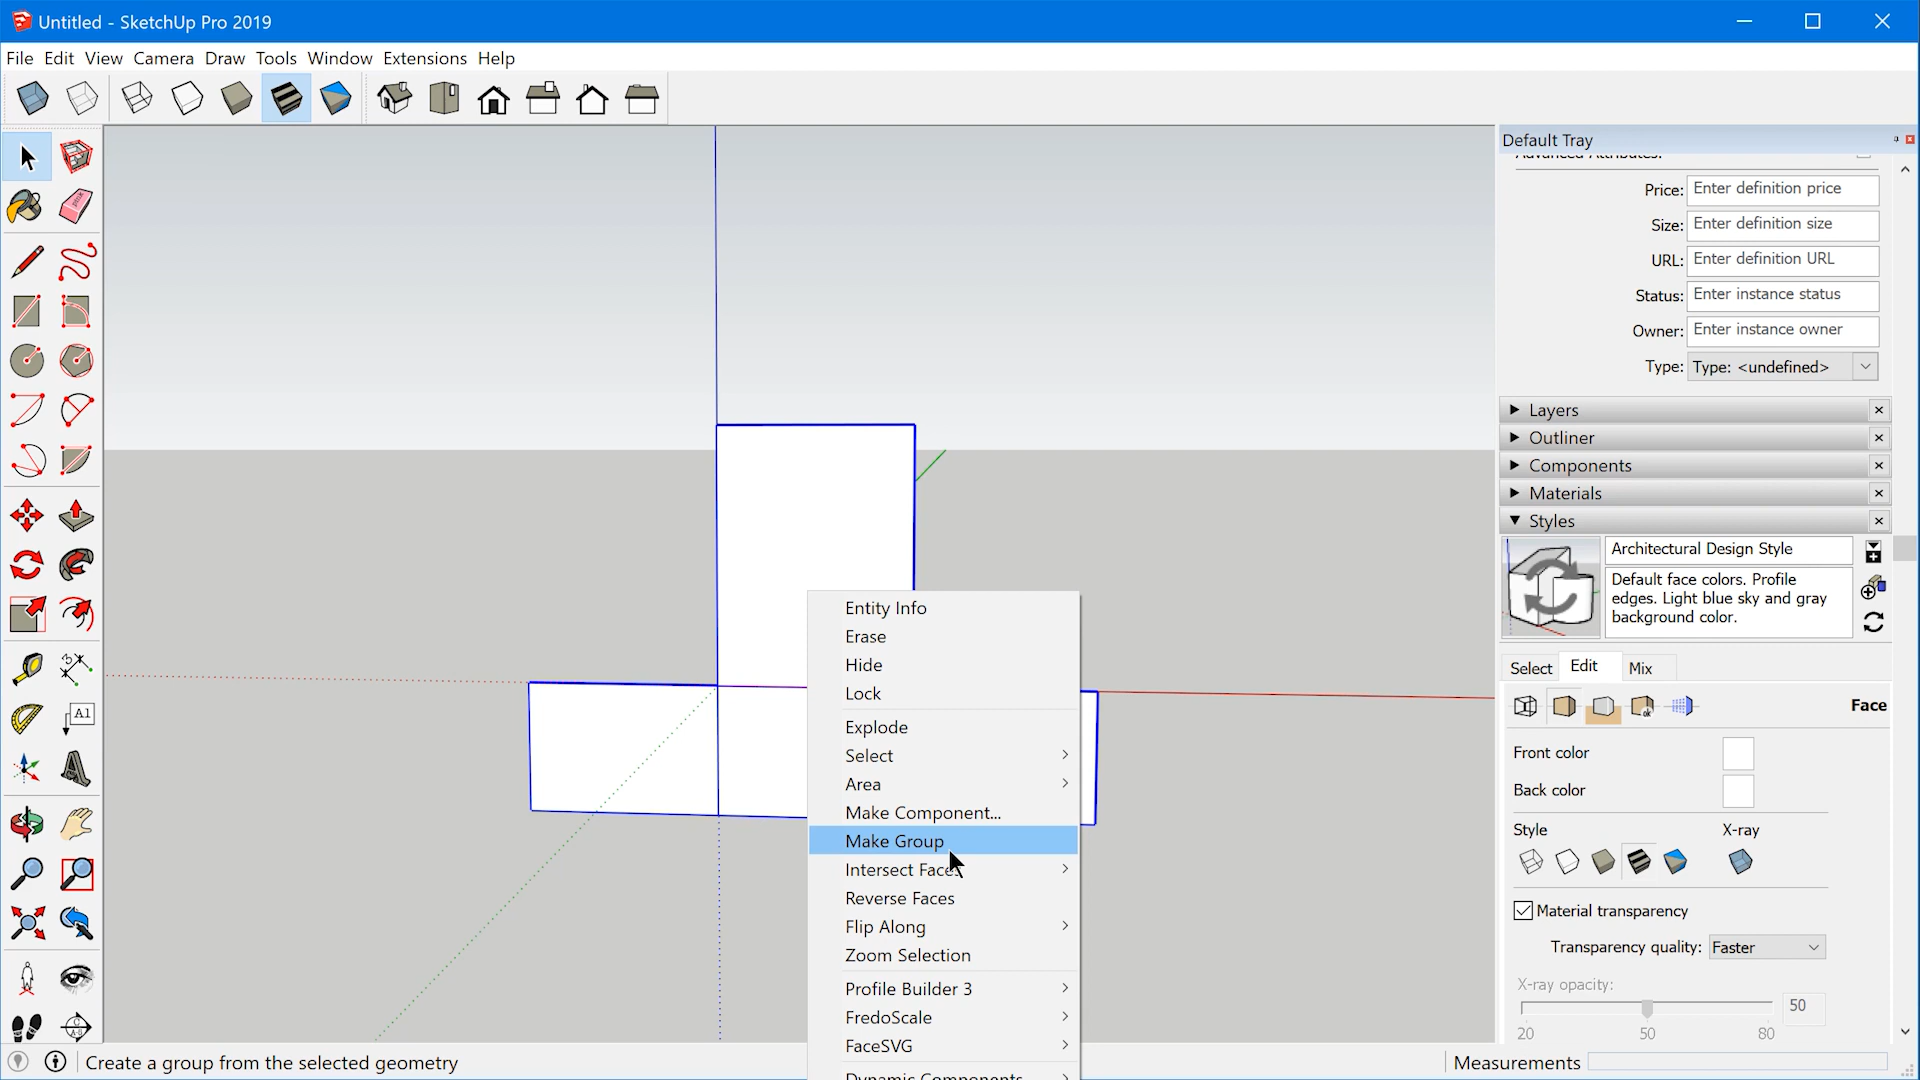 Untitled - SketchUp Pro 2019
File Edit View Camera Draw Tools Window Extensions Help
Default Tray
Advanced Attributes:
Price: Enter definition price
Size: Enter definition size
URL: Enter definition URL
Status: Enter instance status
Owner: Enter instance owner
Type: Type: <undefined>
Layers
Outliner
Components
Materials
Styles
Architectural Design Style
Default face colors. Profile
edges. Light blue sky and gray
background color.
Select Edit Mix
Face
Front color
Back color
Style X-ray
Material transparency
Transparency quality: Faster
X-ray opacity:
50
20 50 80
Entity Info
Erase
Hide
Lock
Explode
Select
Area
Make Component...
Make Group
Intersect Faces
Reverse Faces
Flip Along
Zoom Selection
Profile Builder 3
FredoScale
FaceSVG
Dynamic Components
A1
Create a group from the selected geometry
Measurements